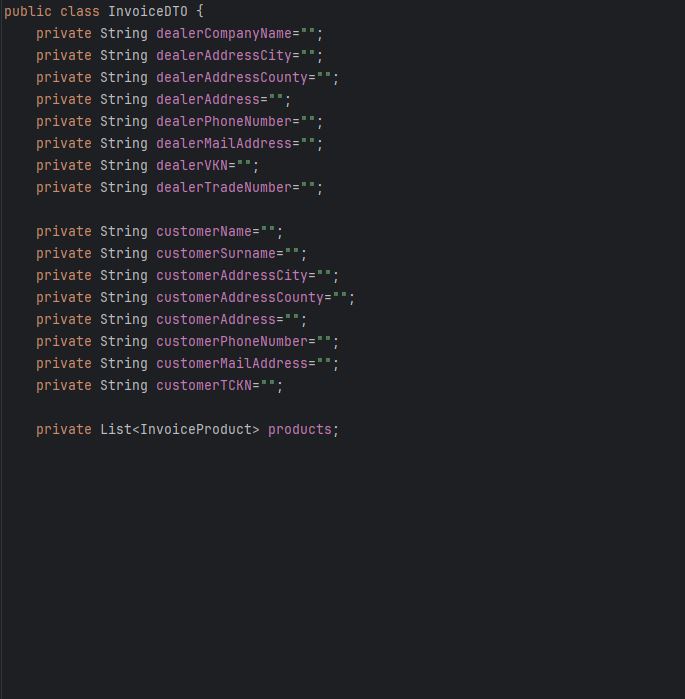 public class InvoiceDTO {
    private String dealerCompanyName="";
    private String dealerAddressCity="";
    private String dealerAddressCounty="";
    private String dealerAddress="";
    private String dealerPhoneNumber="";
    private String dealerMailAddress="";
    private String dealerVKN="";
    private String dealerTradeNumber="";

    private String customerName="";
    private String customerSurname="";
    private String customerAddressCity="";
    private String customerAddressCounty="";
    private String customerAddress="";
    private String customerPhoneNumber="";
    private String customerMailAddress="";
    private String customerTCKN="";

    private List<InvoiceProduct> products;